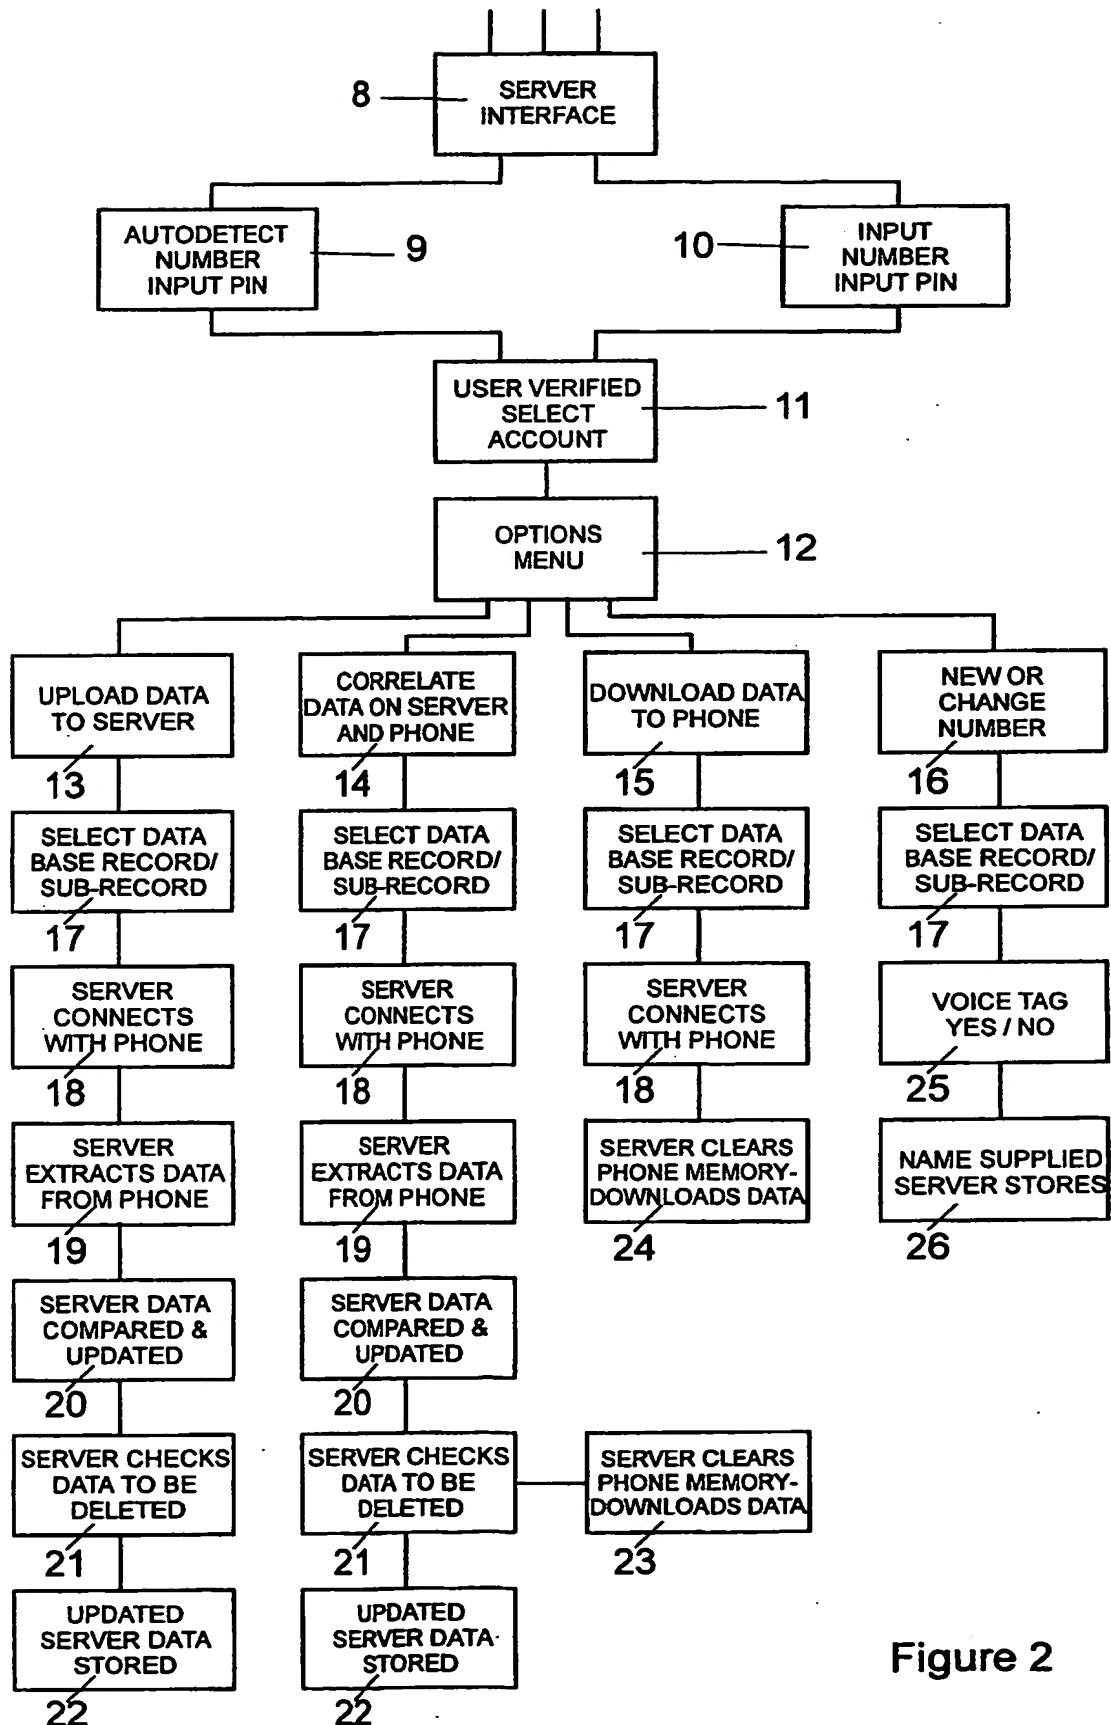 8
SERVER
INTERFACE
AUTODETECT
NUMBER
INPUT PIN
9
10
INPUT
NUMBER
INPUT PIN
USER VERIFIED
SELECT
ACCOUNT
11
OPTIONS
MENU
12
UPLOAD DATA
TO SERVER
13
CORRELATE
DATA ON SERVER
AND PHONE
14
DOWNLOAD DATA
TO PHONE
15
NEW OR
CHANGE
NUMBER
16
SELECT DATA
BASE RECORD/
SUB-RECORD
17
SELECT DATA
BASE RECORD/
SUB-RECORD
17
SELECT DATA
BASE RECORD/
SUB-RECORD
17
SELECT DATA
BASE RECORD/
SUB-RECORD
17
SERVER
CONNECTS
WITH PHONE
18
SERVER
CONNECTS
WITH PHONE
18
SERVER
CONNECTS
WITH PHONE
18
VOICE TAG
YES / NO
25
SERVER
EXTRACTS DATA
FROM PHONE
19
SERVER
EXTRACTS DATA
FROM PHONE
19
SERVER CLEARS
PHONE MEMORY-
DOWNLOADS DATA
24
NAME SUPPLIED
SERVER STORES
26
SERVER DATA
COMPARED &
UPDATED
20
SERVER DATA
COMPARED &
UPDATED
20
SERVER CHECKS
DATA TO BE
DELETED
21
SERVER CHECKS
DATA TO BE
DELETED
21
SERVER CLEARS
PHONE MEMORY-
DOWNLOADS DATA
23
UPDATED
SERVER DATA
STORED
22
UPDATED
SERVER DATA
STORED
22
Figure 2